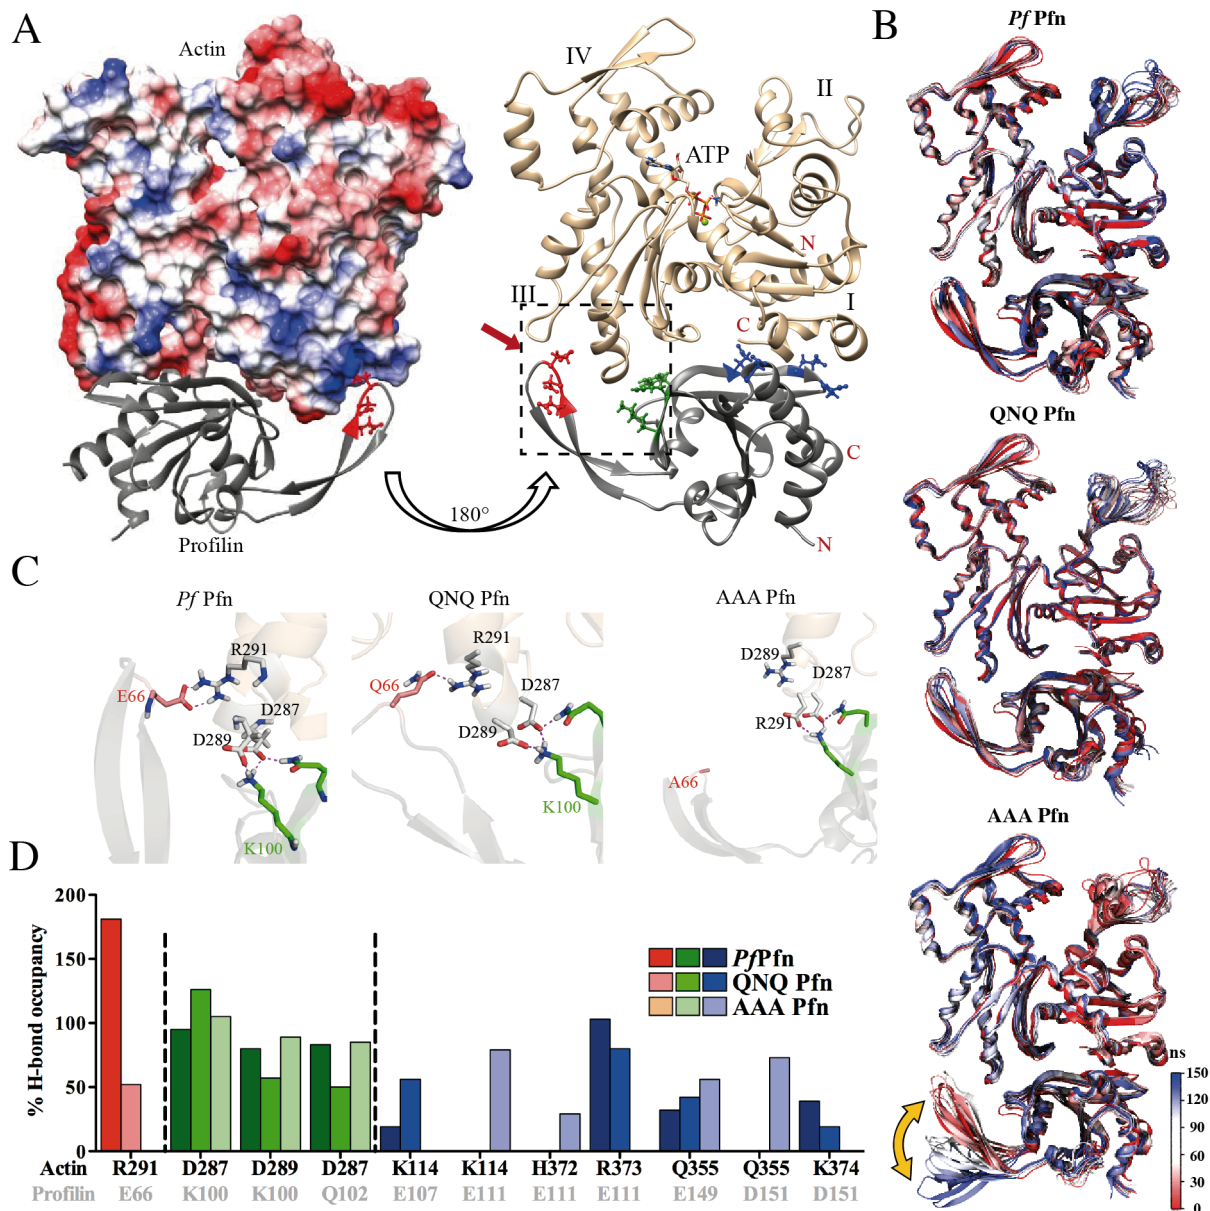 A
Actin
Profilin
180°
IV
II
ATP
N
III
I
C
C
N
B
Pf Pfn
QNQ Pfn
AAA Pfn
ns
150
120
90
60
30
0
C
Pf Pfn
R291
E66
D287
D289
K100
QNQ Pfn
R291
Q66
D287
D289
K100
AAA Pfn
D289
D287
R291
A66
D
% H-bond occupancy
200
150
100
50
0
PfPfn
QNQ Pfn
AAA Pfn
Actin R291 D287 D289 D287 K114 K114 H372 R373 Q355 Q355 K374
Profilin E66 K100 K100 Q102 E107 E111 E111 E111 E149 D151 D151